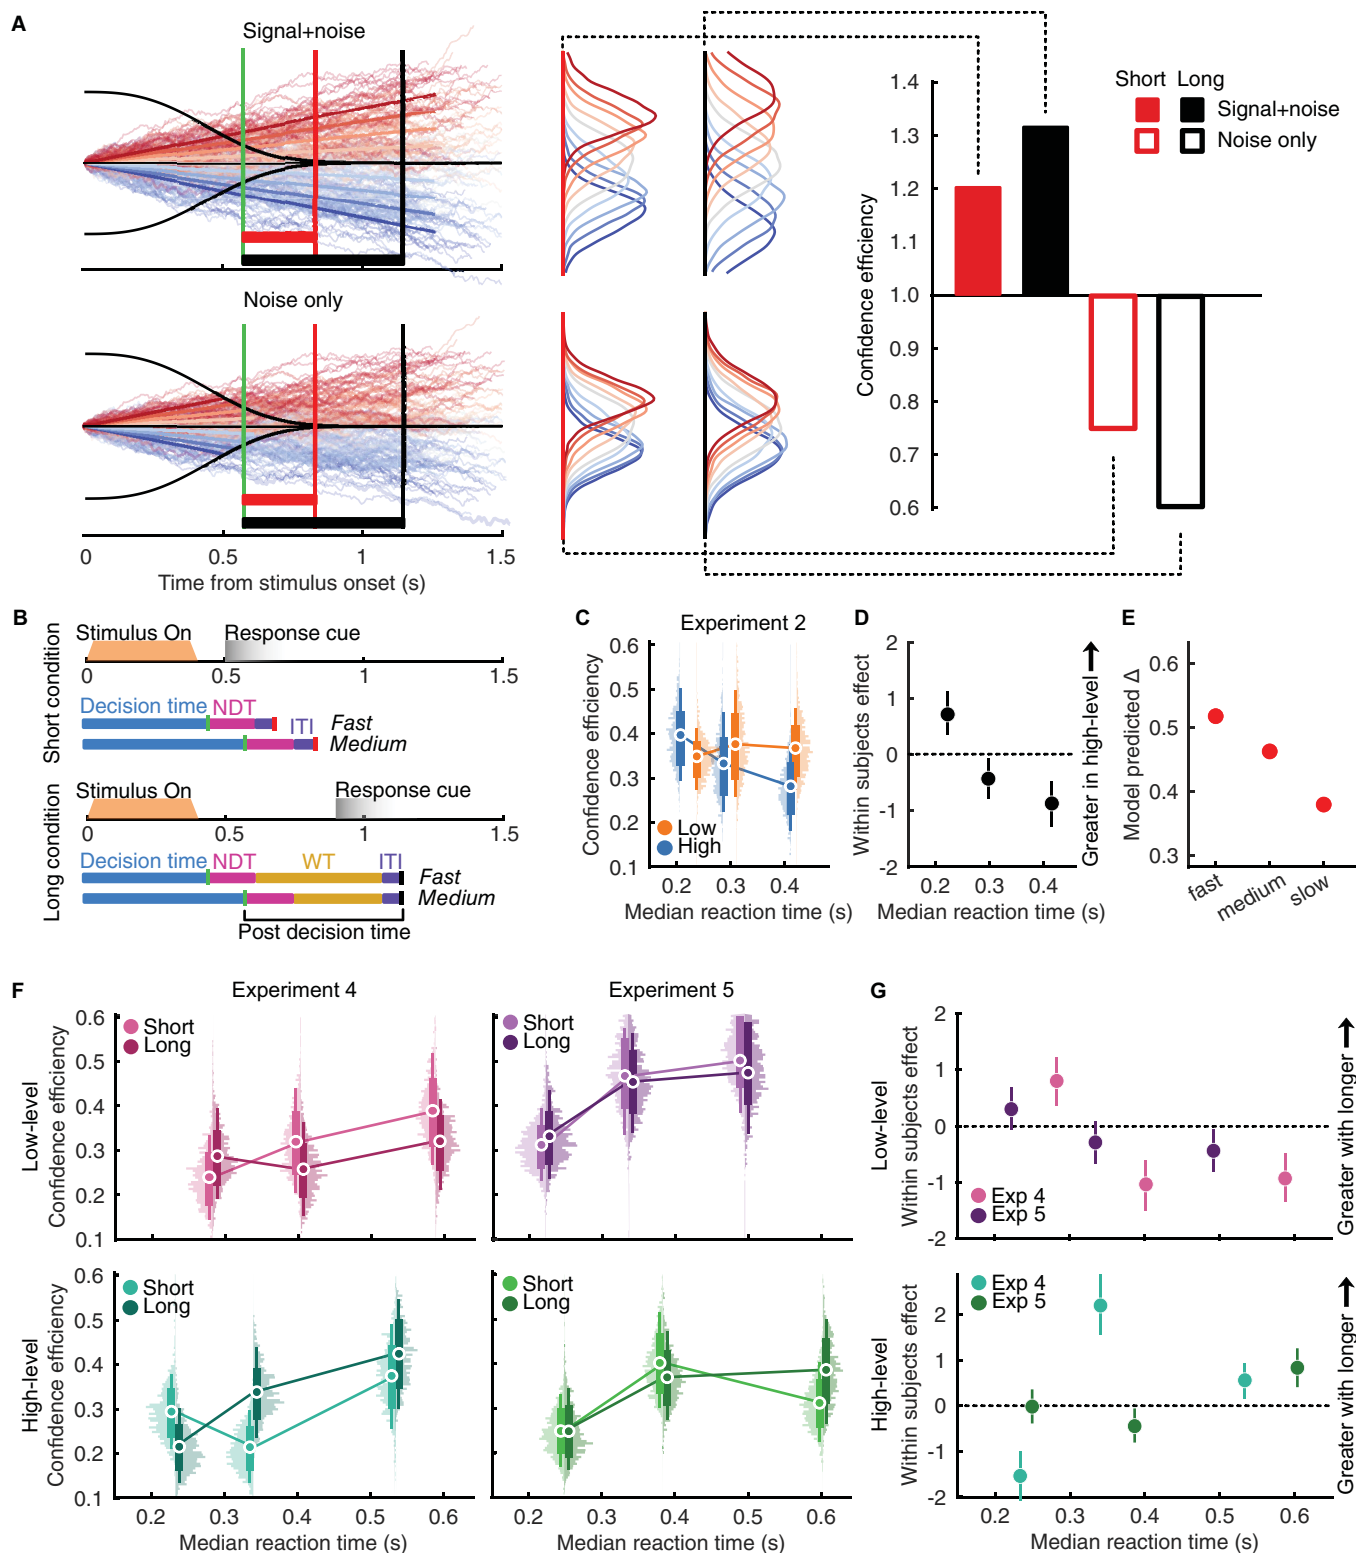 A
Signal+noise
Noise only
0
0.5
1
1.5
Time from stimulus onset (s)
Confidence efficiency
1.4
1.3
1.2
1.1
1.0
0.9
0.8
0.7
0.6
Short Long
Signal+noise
Noise only
B
Short condition
Stimulus On
Response cue
0
0.5
1
1.5
Decision time NDT
ITI
Fast
Medium
Long condition
Stimulus On
Response cue
0
0.5
1
1.5
Decision time NDT WT ITI
Fast
Medium
Post decision time
C
Experiment 2
Confidence efficiency
0.6
0.5
0.4
0.3
0.2
0.1
Low
High
0.2 0.3 0.4
Median reaction time (s)
D
Within subjects effect
2
1
0
-1
-2
0.2 0.3 0.4
Median reaction time (s)
Greater in high-level
E
Model predicted Δ
0.6
0.5
0.4
0.3
fast
medium
slow
F
Experiment 4
Low-level
Confidence efficiency
0.6
0.5
0.4
0.3
0.2
0.1
Short
Long
Experiment 5
Short
Long
High-level
Confidence efficiency
0.6
0.5
0.4
0.3
0.2
0.1
Short
Long
0.2 0.3 0.4 0.5 0.6
Median reaction time (s)
Short
Long
0.2 0.3 0.4 0.5 0.6
Median reaction time (s)
G
Low-level
Within subjects effect
2
1
0
-1
-2
Exp 4
Exp 5
Greater with longer
High-level
Within subjects effect
2
1
0
-1
-2
Exp 4
Exp 5
0.2 0.3 0.4 0.5 0.6
Median reaction time (s)
Greater with longer